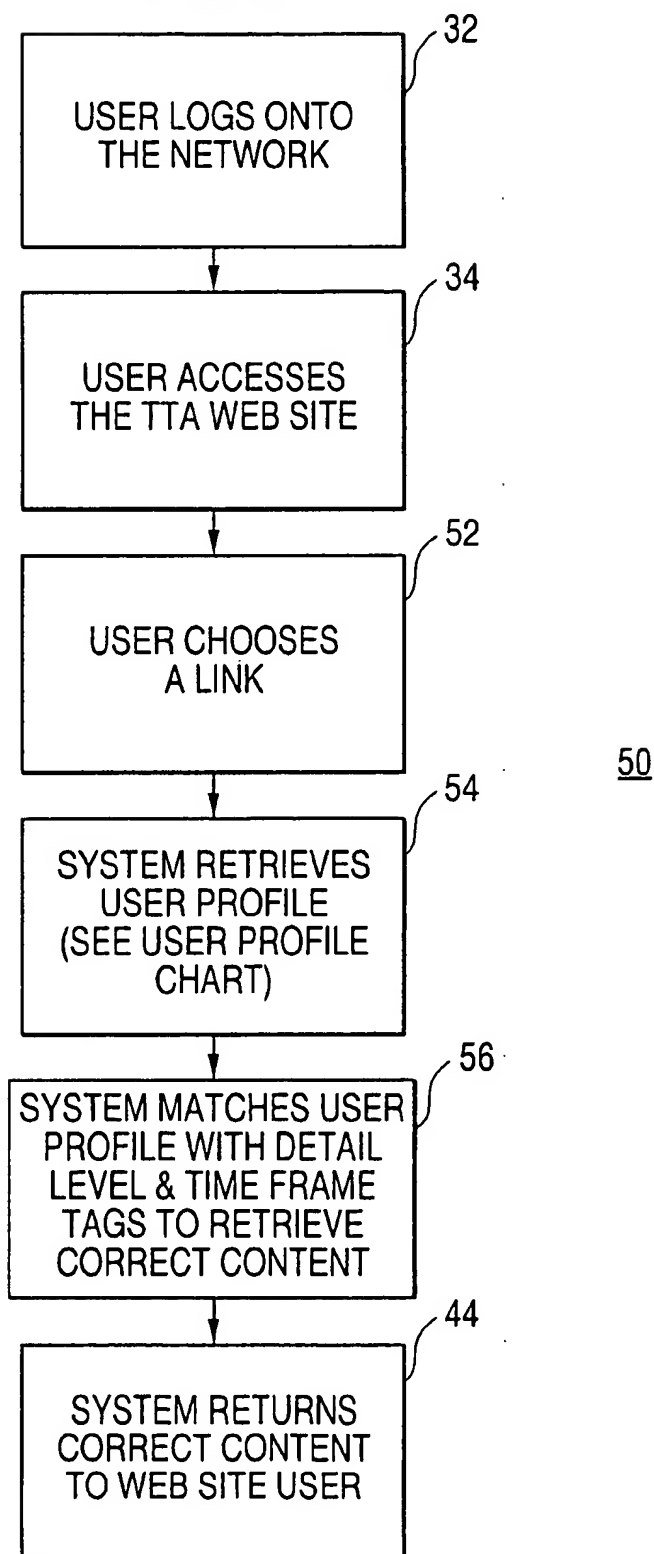 32
USER LOGS ONTO
THE NETWORK
34
USER ACCESSES
THE TTA WEB SITE
52
USER CHOOSES
A LINK
50
54
SYSTEM RETRIEVES
USER PROFILE
(SEE USER PROFILE
CHART)
56
SYSTEM MATCHES USER
PROFILE WITH DETAIL
LEVEL & TIME FRAME
TAGS TO RETRIEVE
CORRECT CONTENT
44
SYSTEM RETURNS
CORRECT CONTENT
TO WEB SITE USER